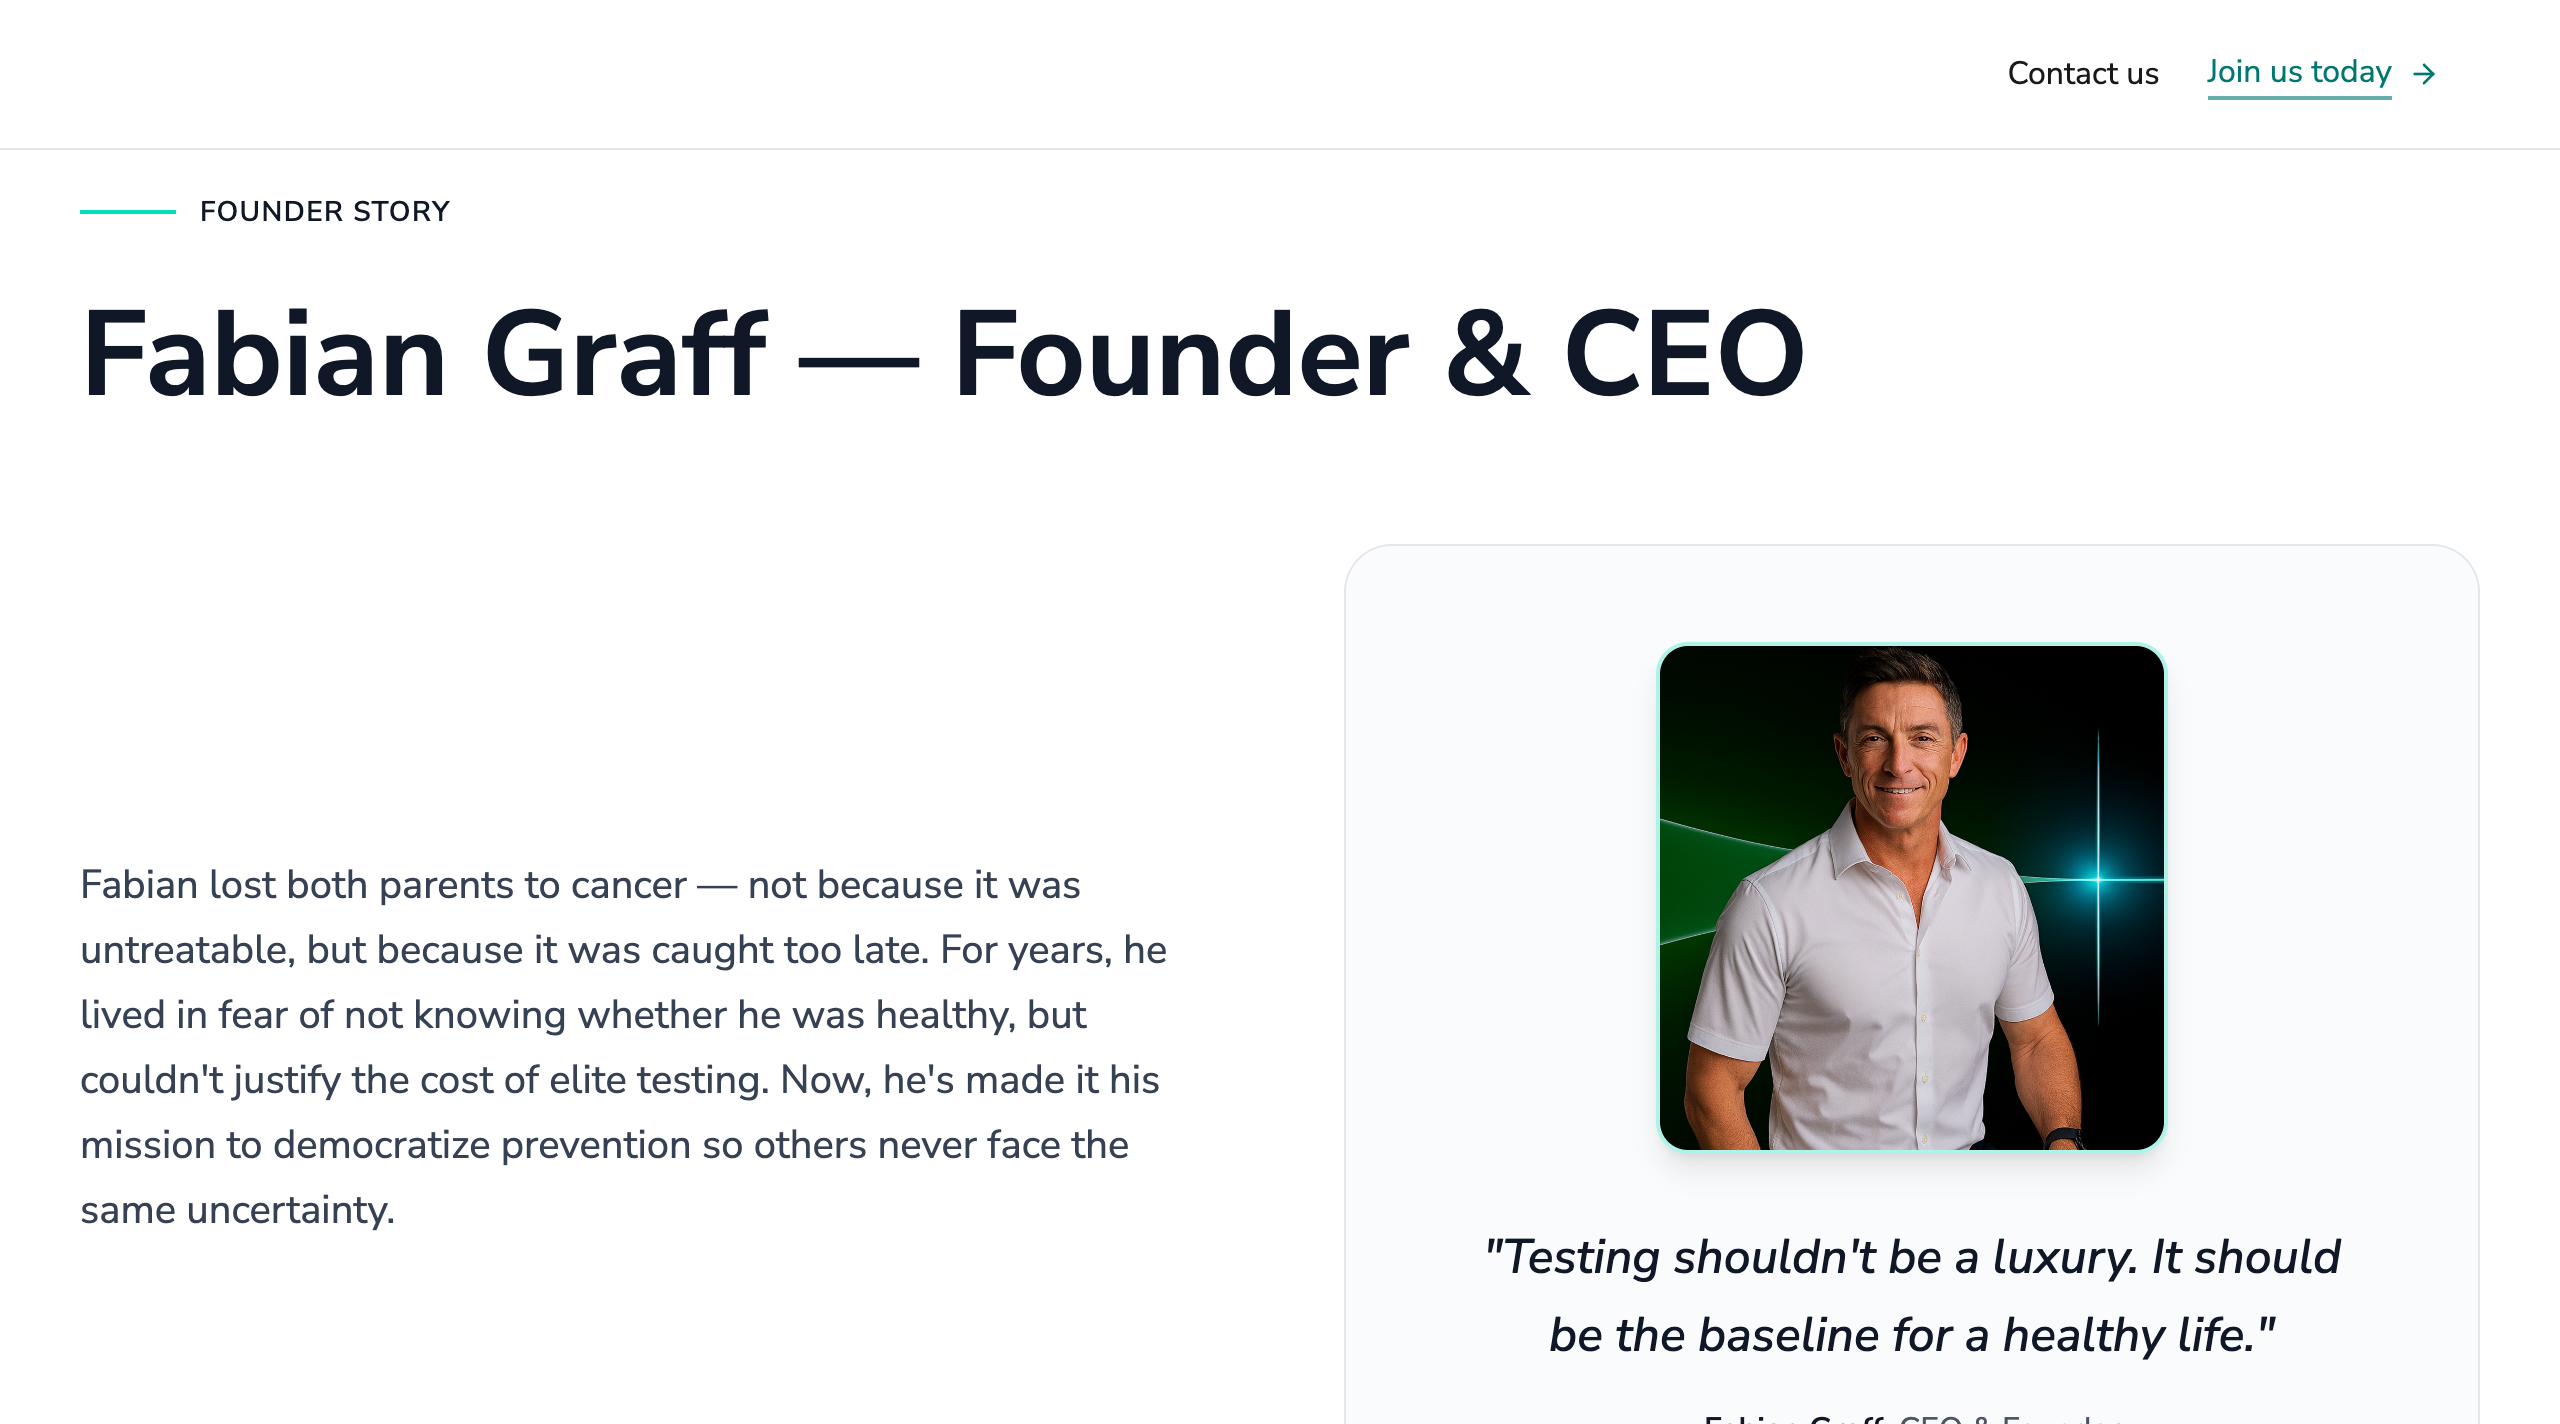 Contact us
Join us today →
FOUNDER STORY
Fabian Graff — Founder & CEO
Fabian lost both parents to cancer — not because it was
untreatable, but because it was caught too late. For years, he
lived in fear of not knowing whether he was healthy, but
couldn't justify the cost of elite testing. Now, he's made it his
mission to democratize prevention so others never face the
same uncertainty.
"Testing shouldn't be a luxury. It should
be the baseline for a healthy life."
Fabian Graff, CEO & Founder